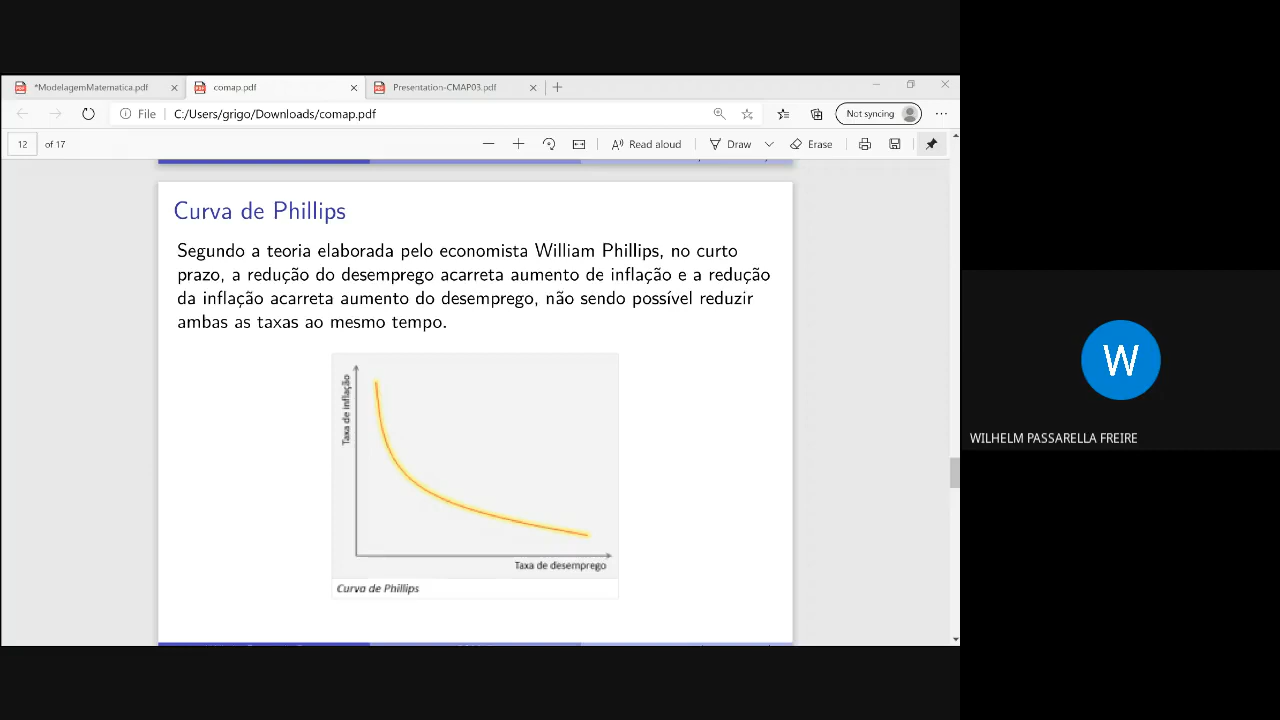 *ModelagemMatematica.pdf
comap.pdf
Presentation-CMAP03.pdf
File
C:/Users/grigo/Downloads/comap.pdf
Not syncing
12
of 17
Read aloud
Draw
Erase
Curva de Phillips
Segundo a teoria elaborada pelo economista William Phillips, no curto
prazo, a redução do desemprego acarreta aumento de inflação e a redução
da inflação acarreta aumento do desemprego, não sendo possível reduzir
ambas as taxas ao mesmo tempo.
Taxa de inflação
Taxa de desemprego
Curva de Phillips
W
WILHELM PASSARELLA FREIRE